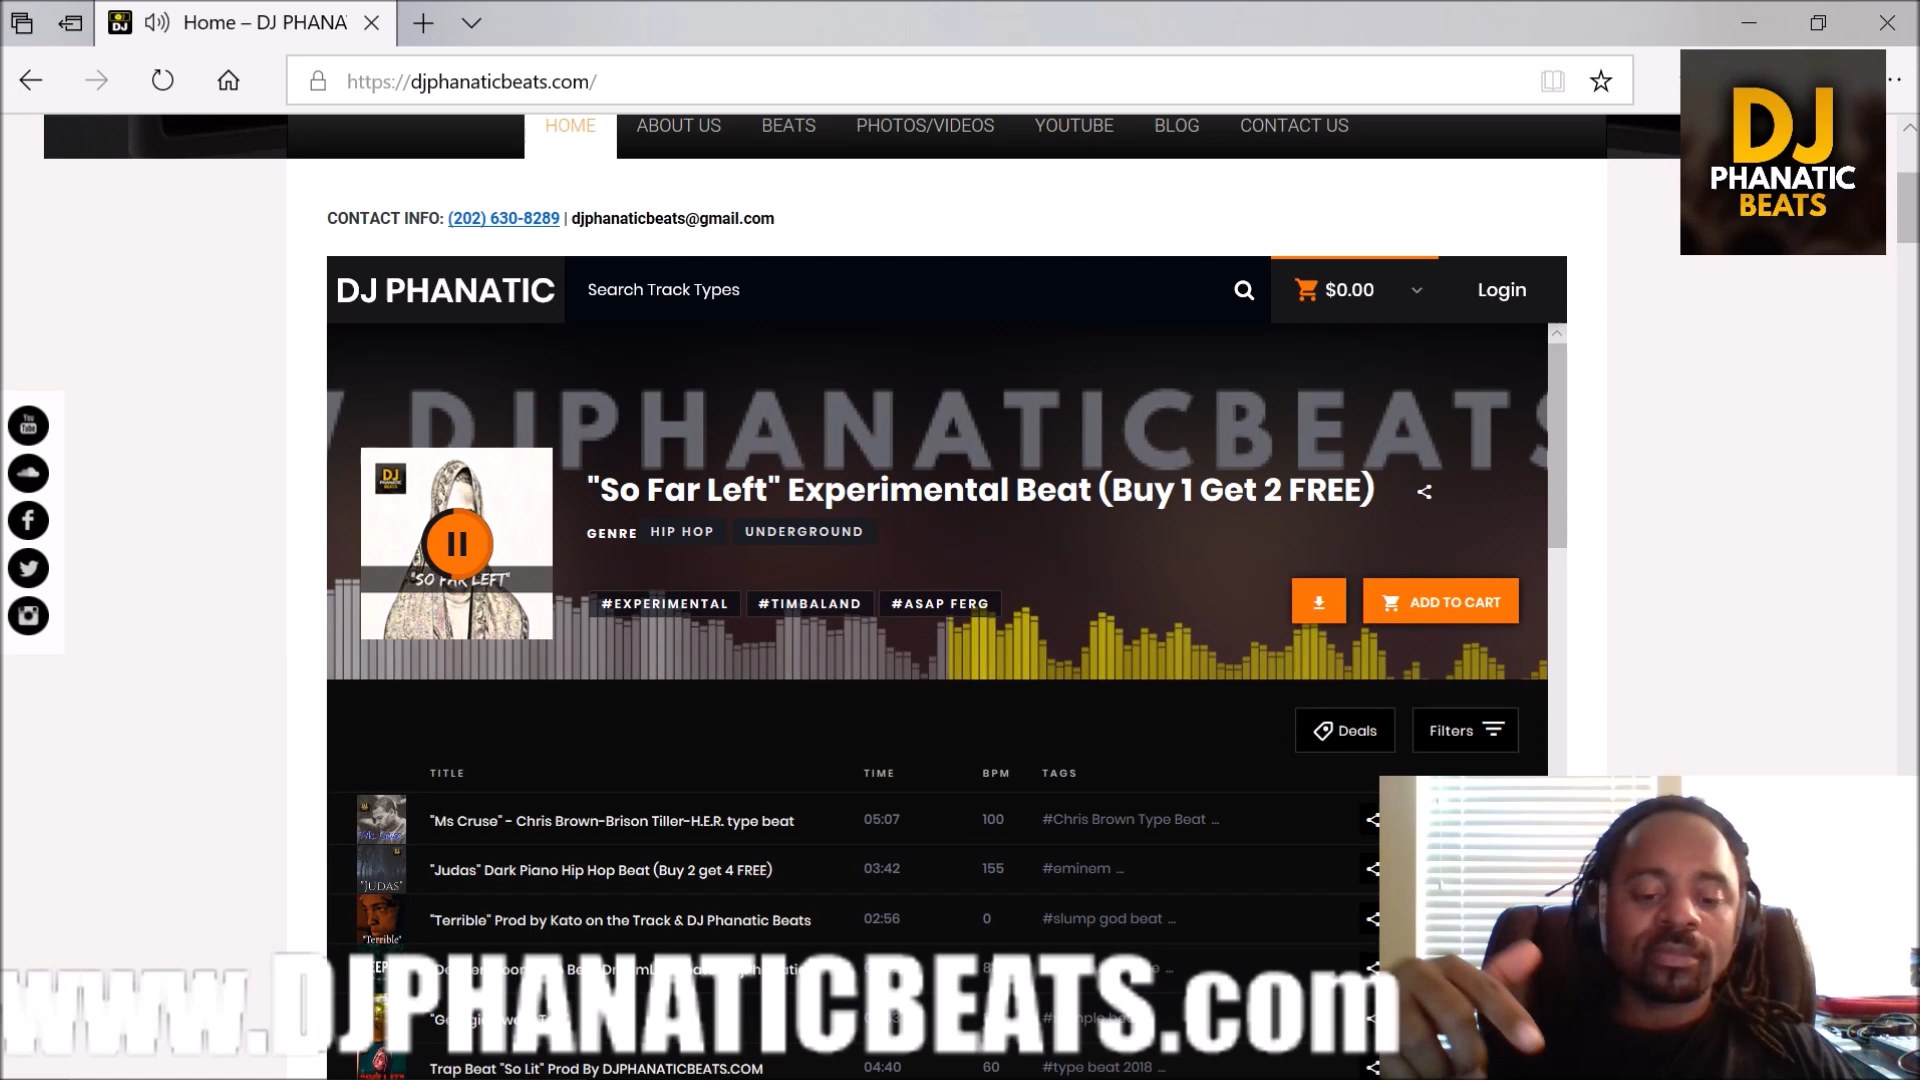 Home – DJ PHANA
https://djphanaticbeats.com/
DJ
PHANATIC
BEATS
HOME ABOUT US BEATS PHOTOS/VIDEOS YOUTUBE BLOG CONTACT US
CONTACT INFO: (202) 630-8289 | djphanaticbeats@gmail.com
DJ PHANATIC Search Track Types $0.00 Login
DJPHANATICBEATS
"So Far Left" Experimental Beat (Buy 1 Get 2 FREE)
GENRE HIP HOP UNDERGROUND
"SO FAR LEFT"
#EXPERIMENTAL #TIMBALAND #ASAP FERG
ADD TO CART
Deals Filters
TITLE TIME BPM TAGS
"Ms Cruse" - Chris Brown-Brison Tiller-H.E.R. type beat 05:07 100 #Chris Brown Type Beat ...
"Judas" Dark Piano Hip Hop Beat (Buy 2 get 4 FREE) 03:42 155 #eminem ...
"JUDAS"
"Terrible" Prod by Kato on the Track & DJ Phanatic Beats 02:56 0 #slump god beat ...
"Terrible"
www.DJPHANATICBEATS.com
Trap Beat "So Lit" Prod By DJPHANATICBEATS.COM 04:40 60 #type beat 2018 ...